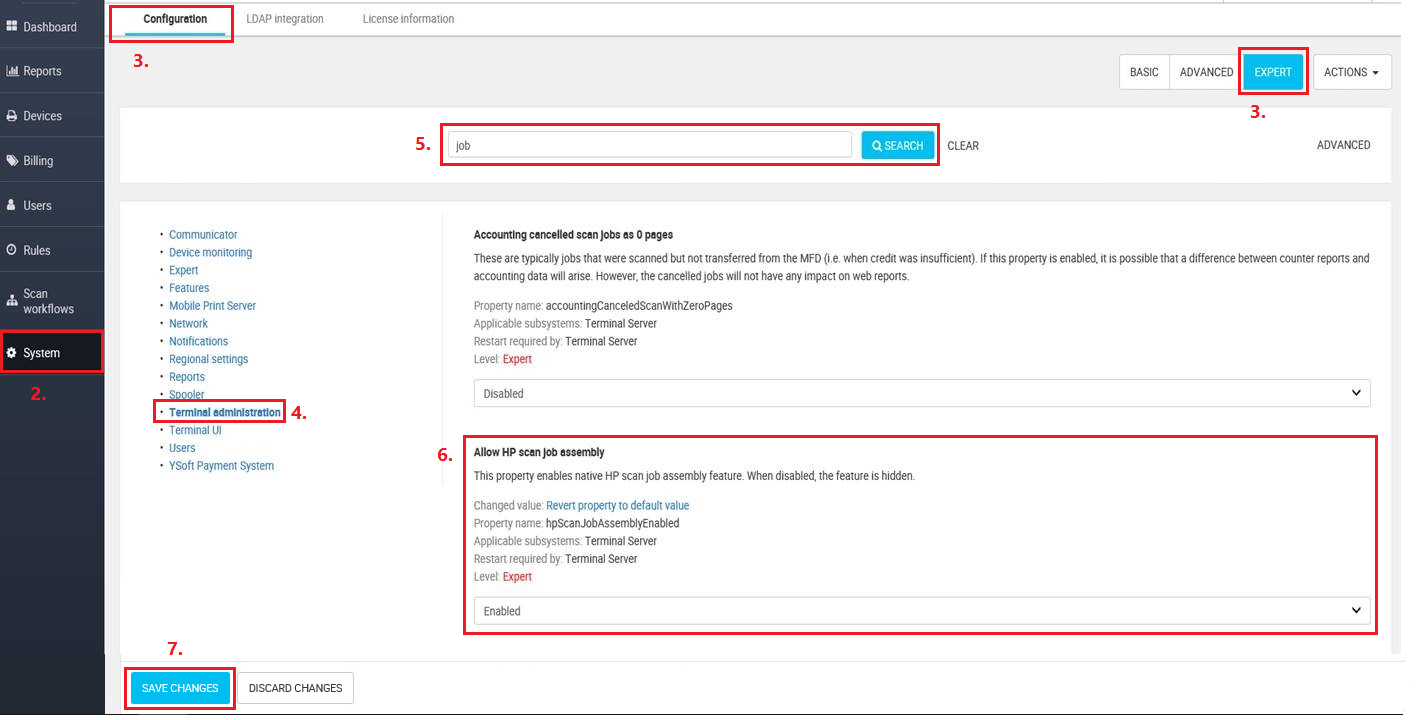 Dashboard
Reports
Devices
Billing
Users
Rules
Scan
workflows
System
2.
Configuration
LDAP integration
License information
3.
BASIC
ADVANCED
EXPERT
ACTIONS
3.
5.
job
SEARCH
CLEAR
ADVANCED
• Communicator
• Device monitoring
• Expert
• Features
• Mobile Print Server
• Network
• Notifications
• Regional settings
• Reports
• Spooler
• Terminal administration
4.
• Terminal UI
• Users
• YSoft Payment System
Accounting cancelled scan jobs as 0 pages
These are typically jobs that were scanned but not transferred from the MFD (i.e. when credit was insufficient). If this property is enabled, it is possible that a difference between counter reports and
accounting data will arise. However, the cancelled jobs will not have any impact on web reports.
Property name: accountingCanceledScanWithZeroPages
Applicable subsystems: Terminal Server
Restart required by: Terminal Server
Level: Expert
Disabled
6.
Allow HP scan job assembly
This property enables native HP scan job assembly feature. When disabled, the feature is hidden.
Changed value: Revert property to default value
Property name: hpScanJobAssemblyEnabled
Applicable subsystems: Terminal Server
Restart required by: Terminal Server
Level: Expert
Enabled
7.
SAVE CHANGES
DISCARD CHANGES